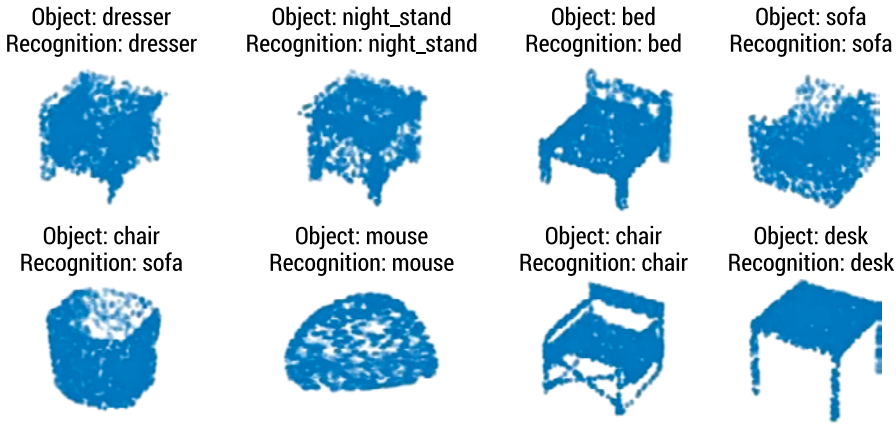 Object: dresser
Recognition: dresser
Object: night_stand
Recognition: night_stand
Object: bed
Recognition: bed
Object: sofa
Recognition: sofa
Object: chair
Recognition: sofa
Object: mouse
Recognition: mouse
Object: chair
Recognition: chair
Object: desk
Recognition: desk